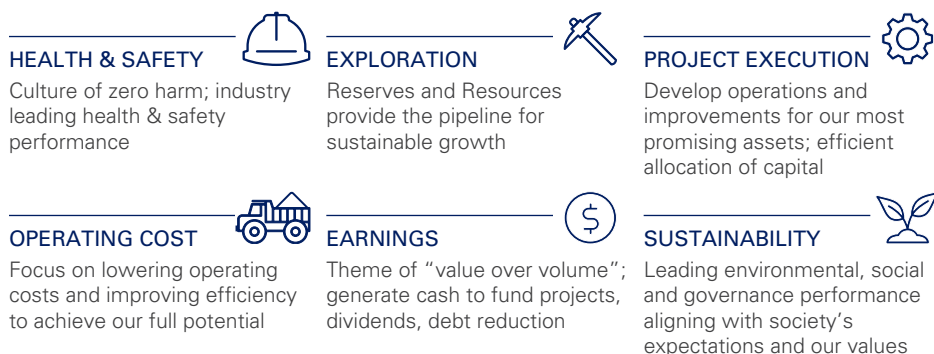 HEALTH & SAFETY
Culture of zero harm; industry
leading health & safety
performance
EXPLORATION
Reserves and Resources
provide the pipeline for
sustainable growth
PROJECT EXECUTION
Develop operations and
improvements for our most
promising assets; efficient
allocation of capital
OPERATING COST
Focus on lowering operating
costs and improving efficiency
to achieve our full potential
$
EARNINGS
Theme of “value over volume”;
generate cash to fund projects,
dividends, debt reduction
SUSTAINABILITY
Leading environmental, social
and governance performance
aligning with society’s
expectations and our values